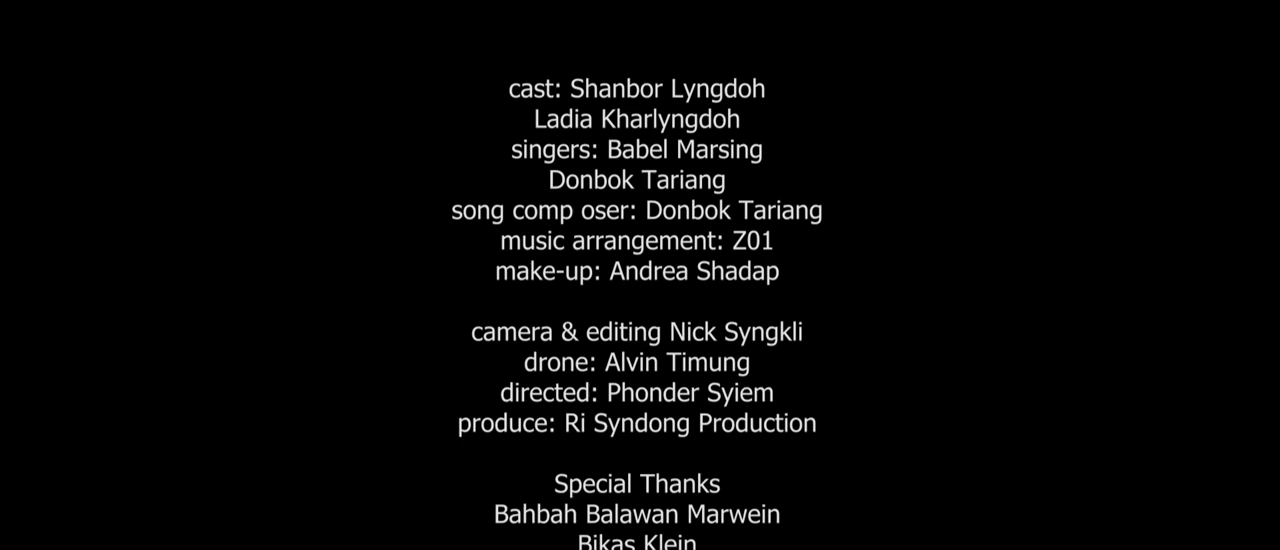 cast: Shanbor Lyngdoh
Ladia Kharlyngdoh
singers: Babel Marsing
Donbok Tariang
song comp oser: Donbok Tariang
music arrangement: Z01
make-up: Andrea Shadap
camera & editing Nick Syngkli
drone: Alvin Timung
directed: Phonder Syiem
produce: Ri Syndong Production
Special Thanks
Bahbah Balawan Marwein
Bikas Klein